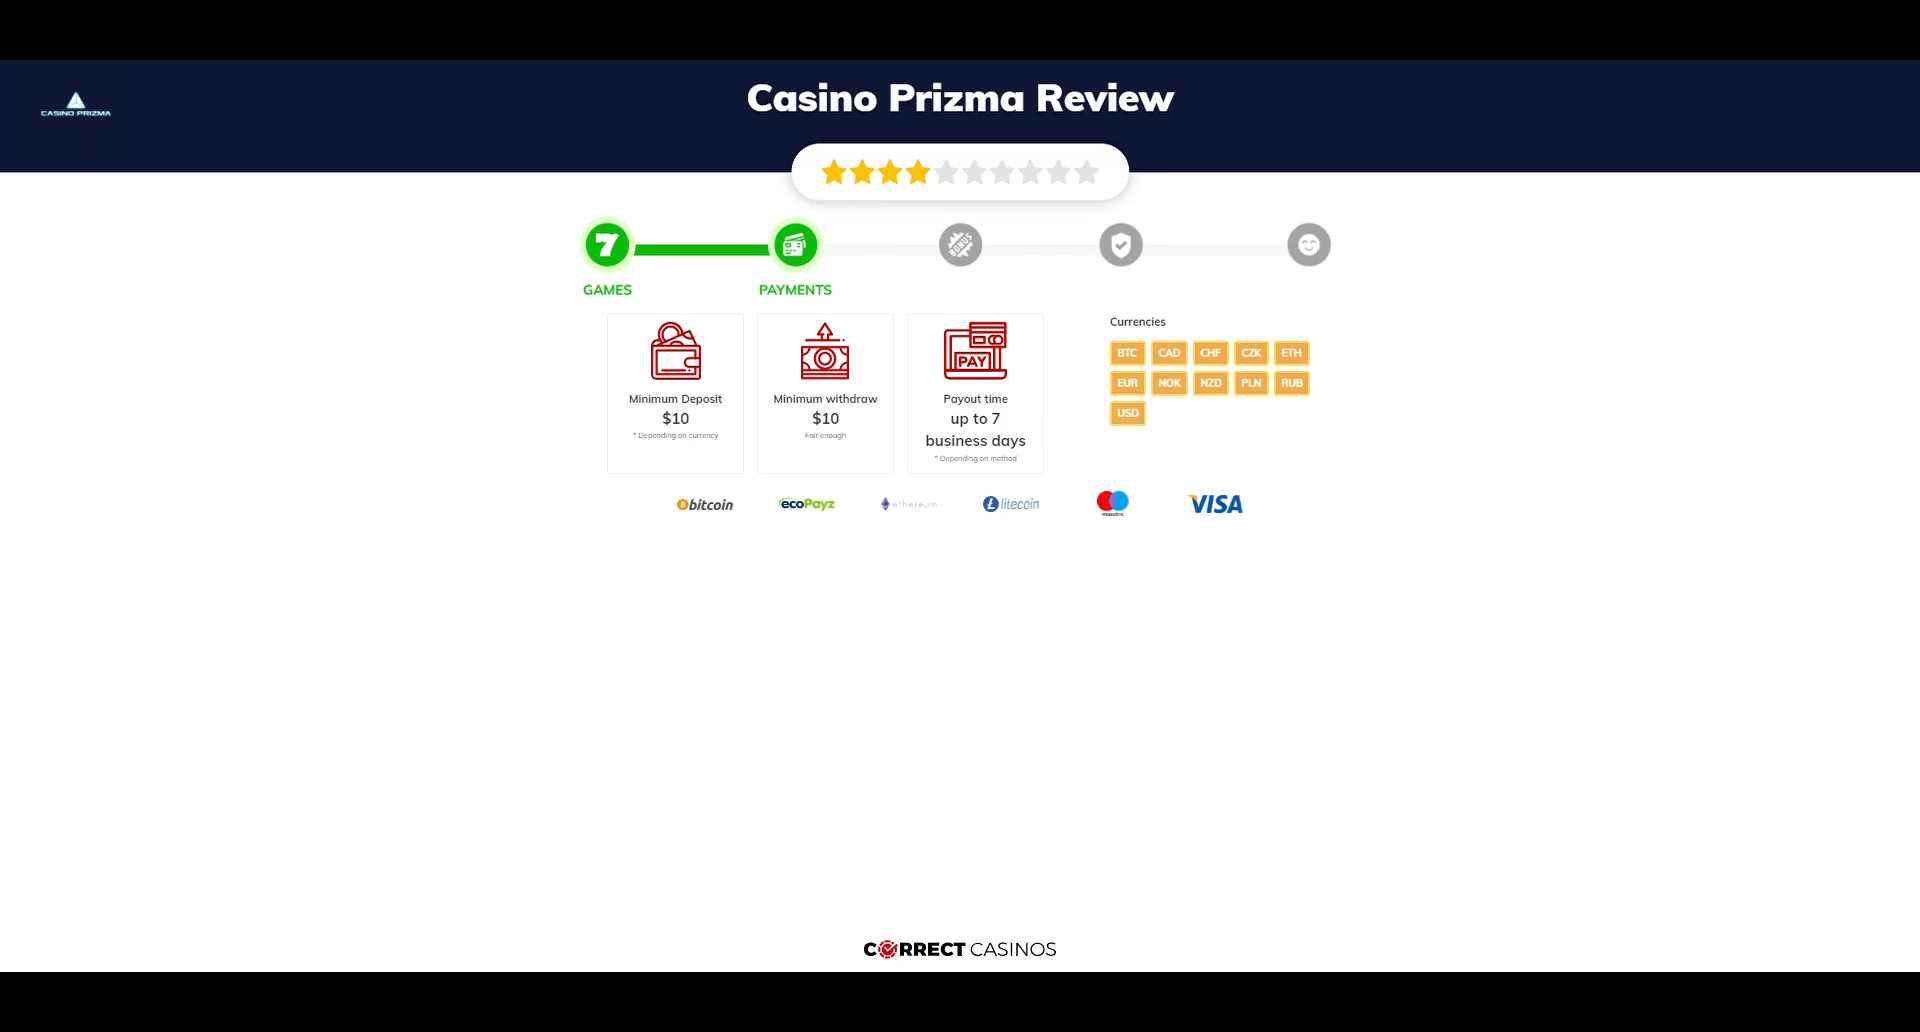 CASINO PRIZMA
Casino Prizma Review
7
BONUS
GAMES
PAYMENTS
PAY
Minimum Deposit
$10
* Depending on currency
Minimum withdraw
$10
Fair enough
Payout time
up to 7
business days
* Depending on method
Currencies
BTC CAD CHF CZK ETH
EUR NOK NZD PLN RUB
USD
bitcoin ecoPayz ethereum litecoin maestro VISA
CORRECT CASINOS